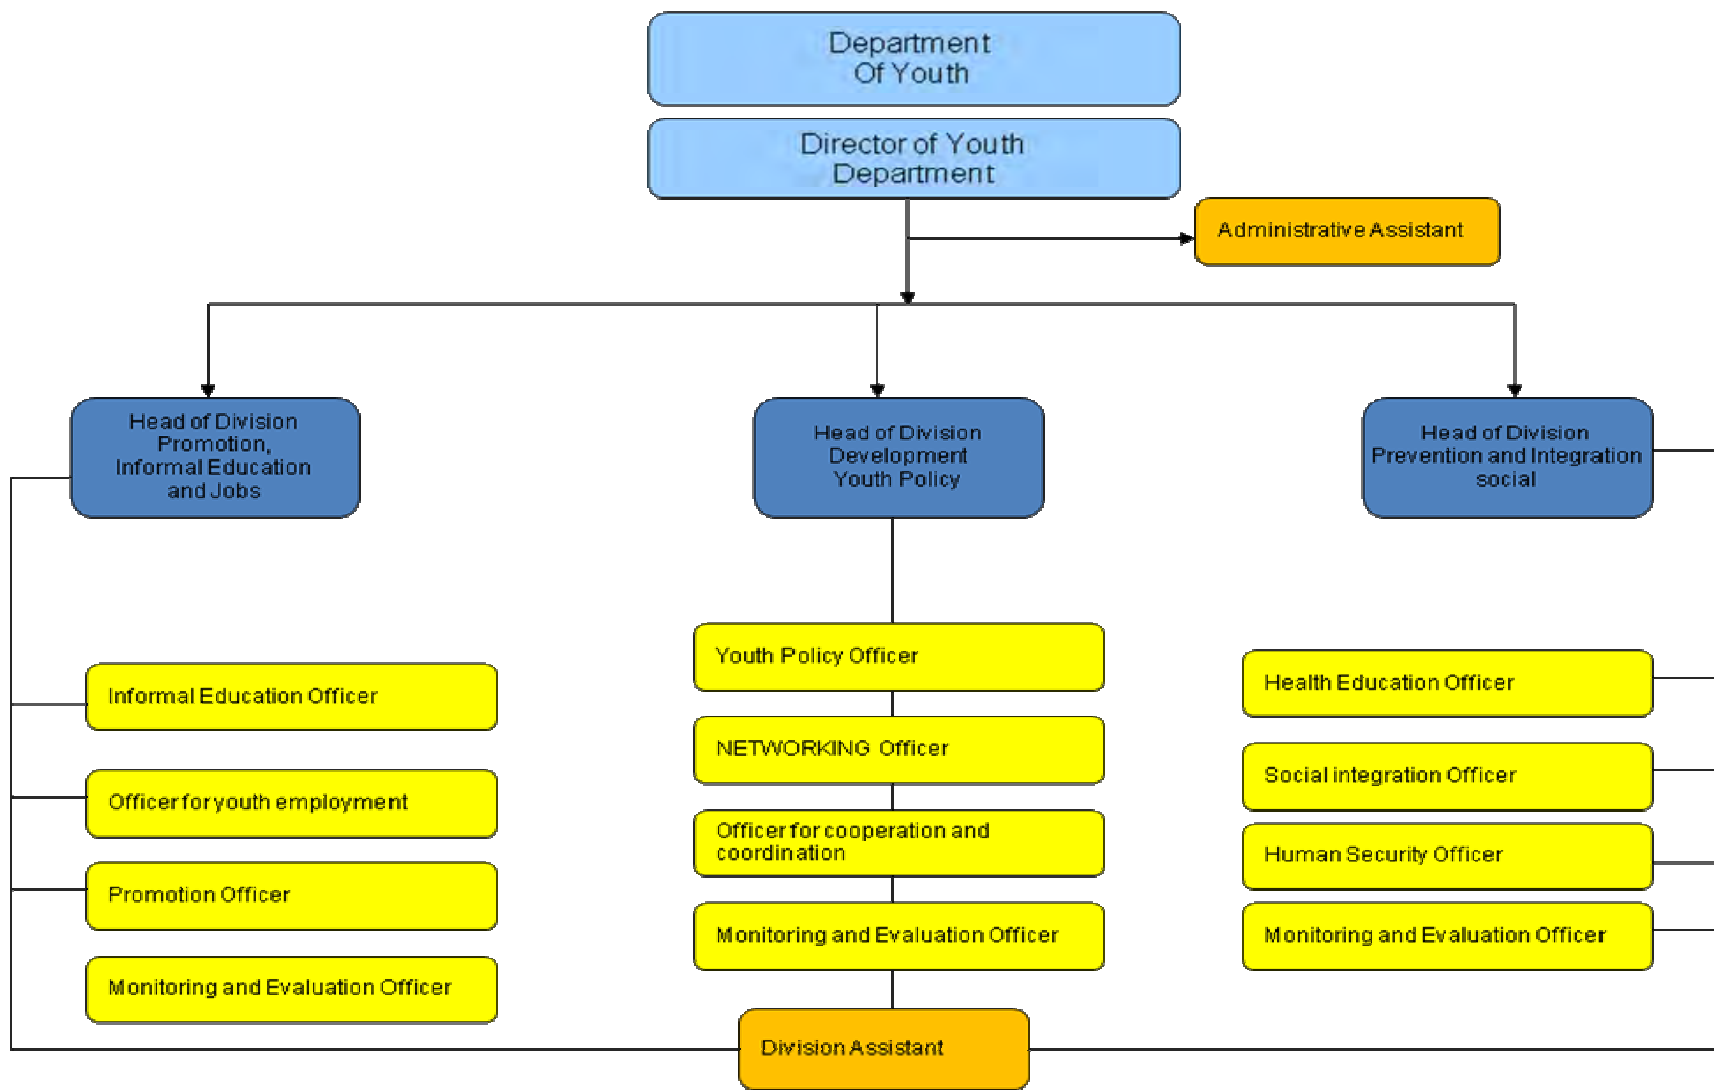 Department
Of Youth
Director of Youth
Department
Administrative Assistant
Head of Division
Promotion,
Informal Education
and Jobs
Head of Division
Development
Youth Policy
Head of Division
Prevention and Integration
social
Informal Education Officer
Officer for youth employment
Promotion Officer
Monitoring and Evaluation Officer
Youth Policy Officer
NETWORKING Officer
Officer for cooperation and
coordination
Monitoring and Evaluation Officer
Health Education Officer
Social integration Officer
Human Security Officer
Monitoring and Evaluation Officer
Division Assistant